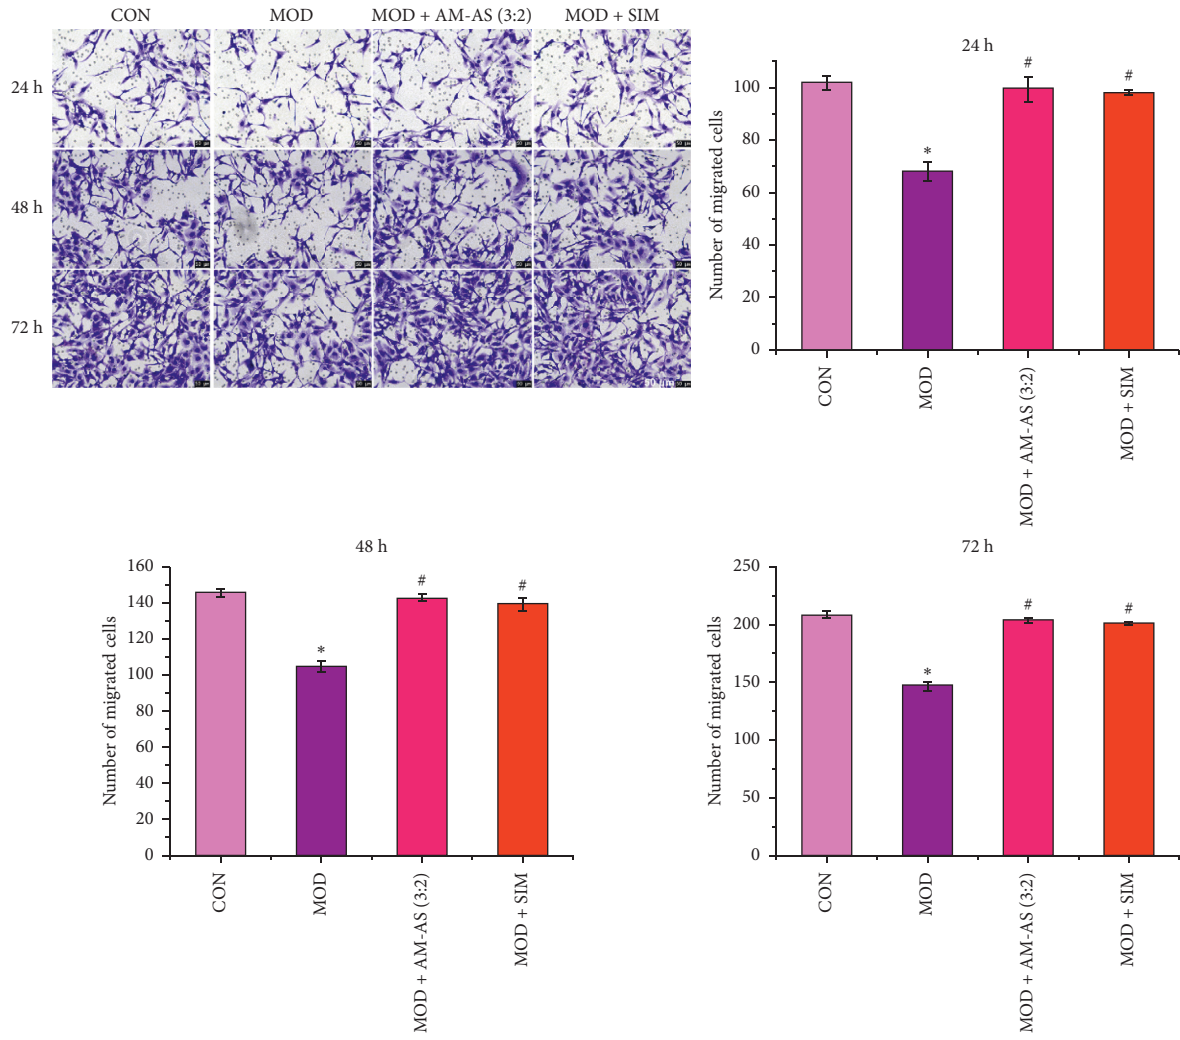 CON MOD MOD + AM-AS (3:2) MOD + SIM
24 h
48 h
72 h
50 μm
24 h
Number of migrated cells
100
80
60
40
20
0
*
#
#
CON
MOD
MOD + AM-AS (3:2)
MOD + SIM
48 h
Number of migrated cells
160
140
120
100
80
60
40
20
0
*
#
#
CON
MOD
MOD + AM-AS (3:2)
MOD + SIM
72 h
Number of migrated cells
250
200
150
100
50
0
*
#
#
CON
MOD
MOD + AM-AS (3:2)
MOD + SIM